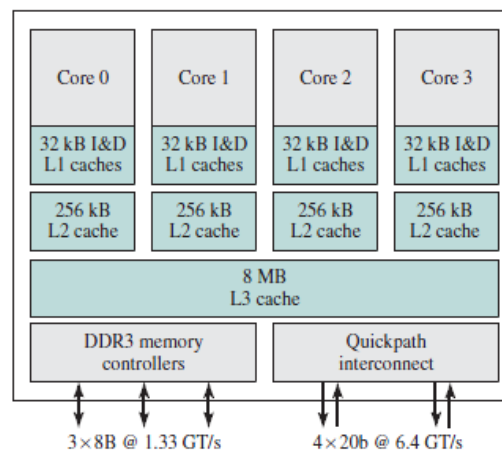 Core 0
Core 1
Core 2
Core 3
32 kB I&D
L1 caches
32 kB I&D
L1 caches
32 kB I&D
L1 caches
32 kB I&D
L1 caches
256 kB
L2 cache
256 kB
L2 cache
256 kB
L2 cache
256 kB
L2 cache
8 MB
L3 cache
DDR3 memory
controllers
Quickpath
interconnect
3×8B @ 1.33 GT/s
4×20b @ 6.4 GT/s